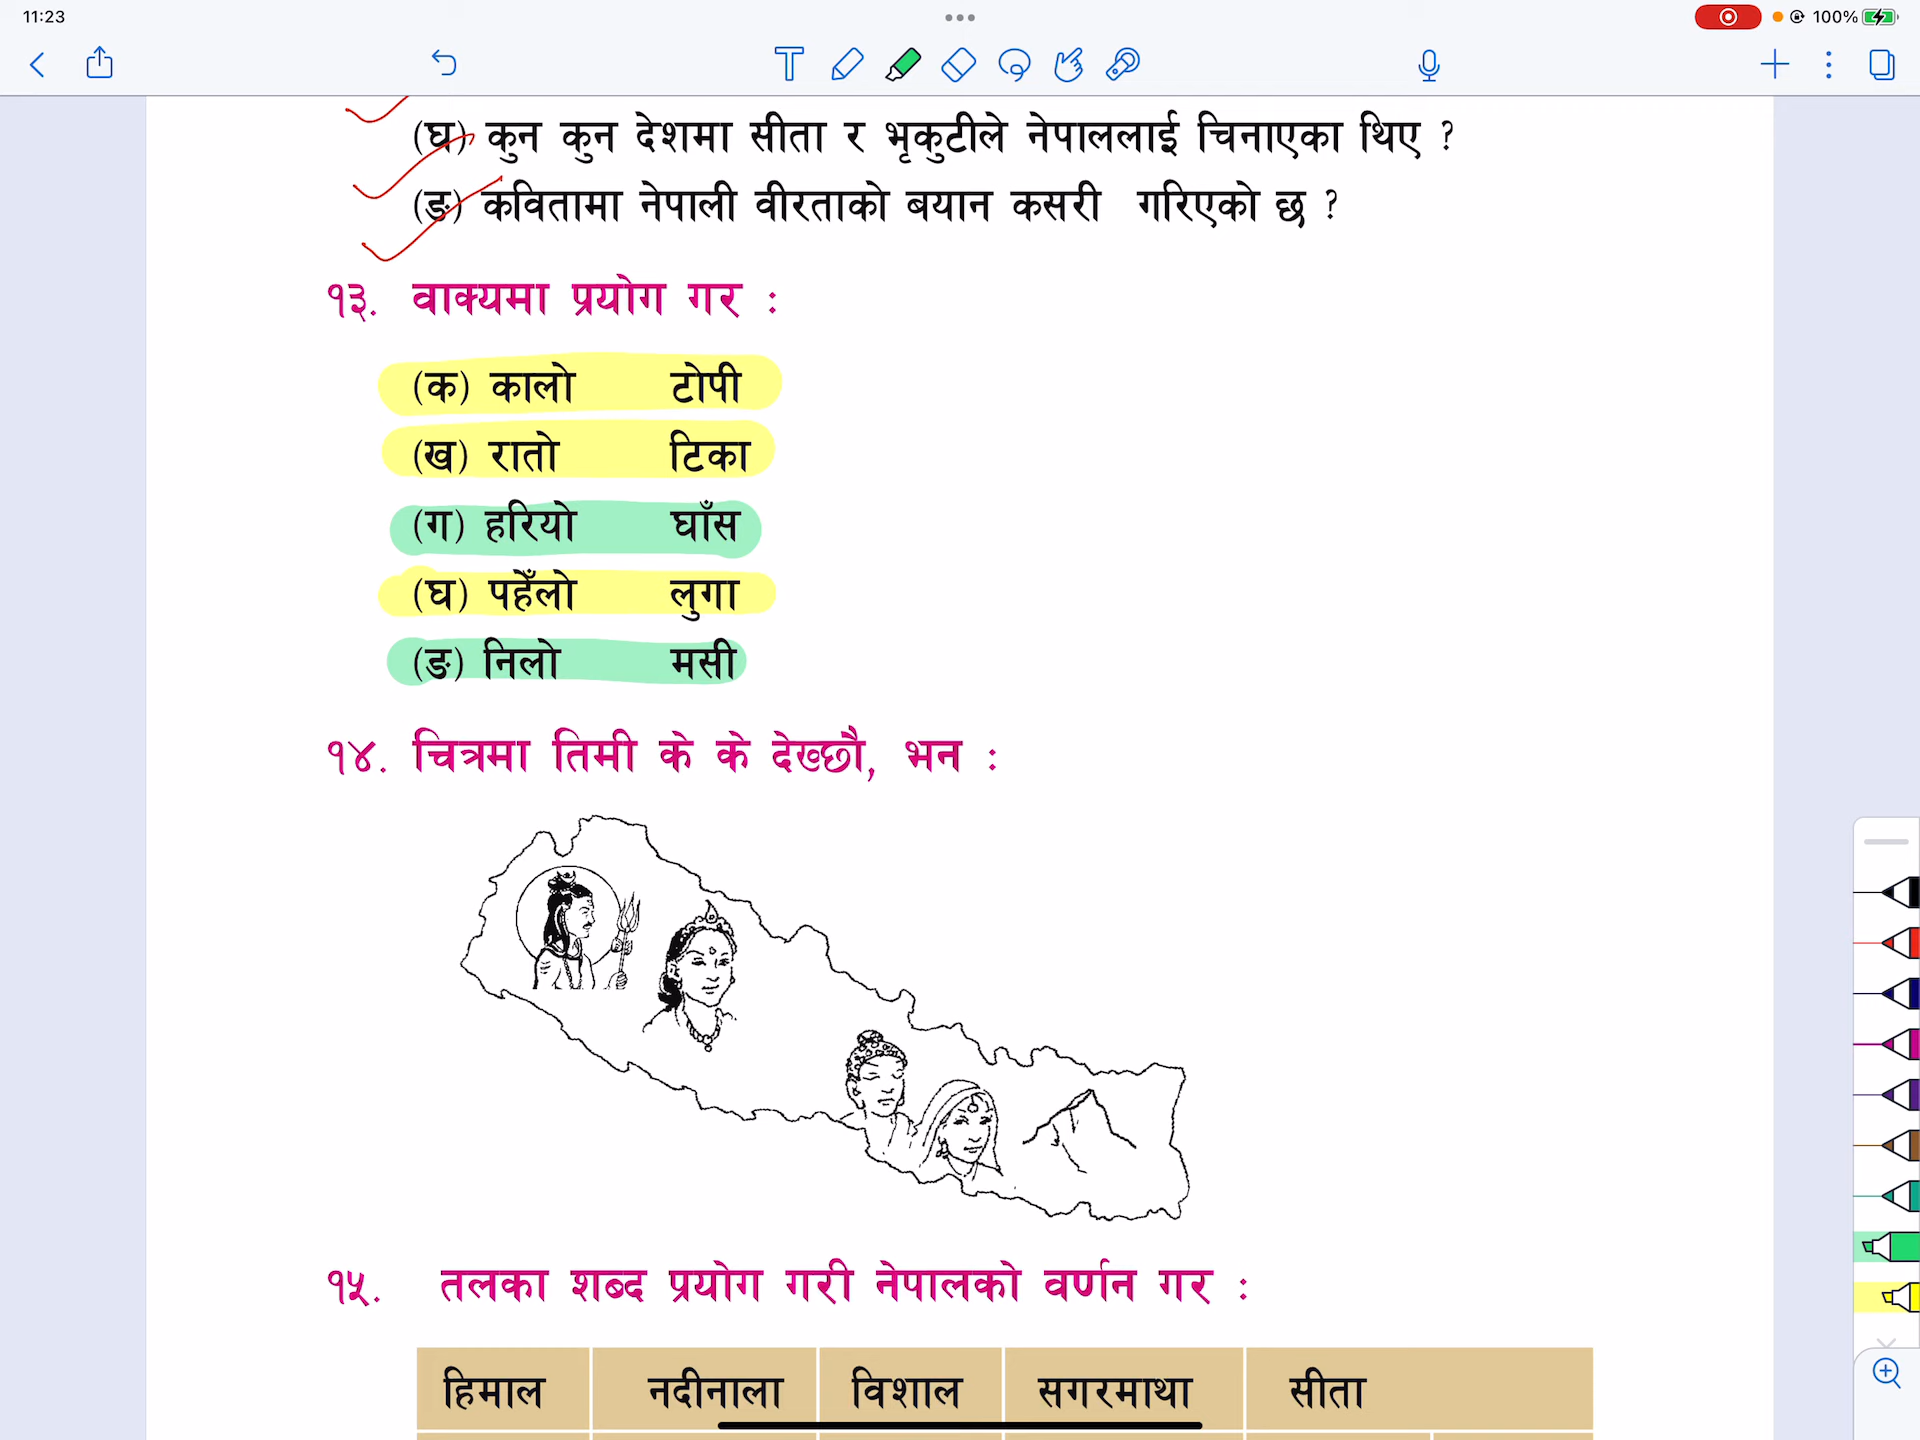 11:23
100%
(घ) कुन कुन देशमा सीता र भृकुटीले नेपाललाई चिनाएका थिए ?
(ङ) कवितामा नेपाली वीरताको बयान कसरी गरिएको छ ?
१३. वाक्यमा प्रयोग गर :
(क) कालो टोपी
(ख) रातो टिका
(ग) हरियो घाँस
(घ) पहेँलो लुगा
(ङ) निलो मसी
१४. चित्रमा तिमी के के देख्छौ, भन :
१५. तलका शब्द प्रयोग गरी नेपालको वर्णन गर :
हिमाल नदीनाला विशाल सगरमाथा सीता